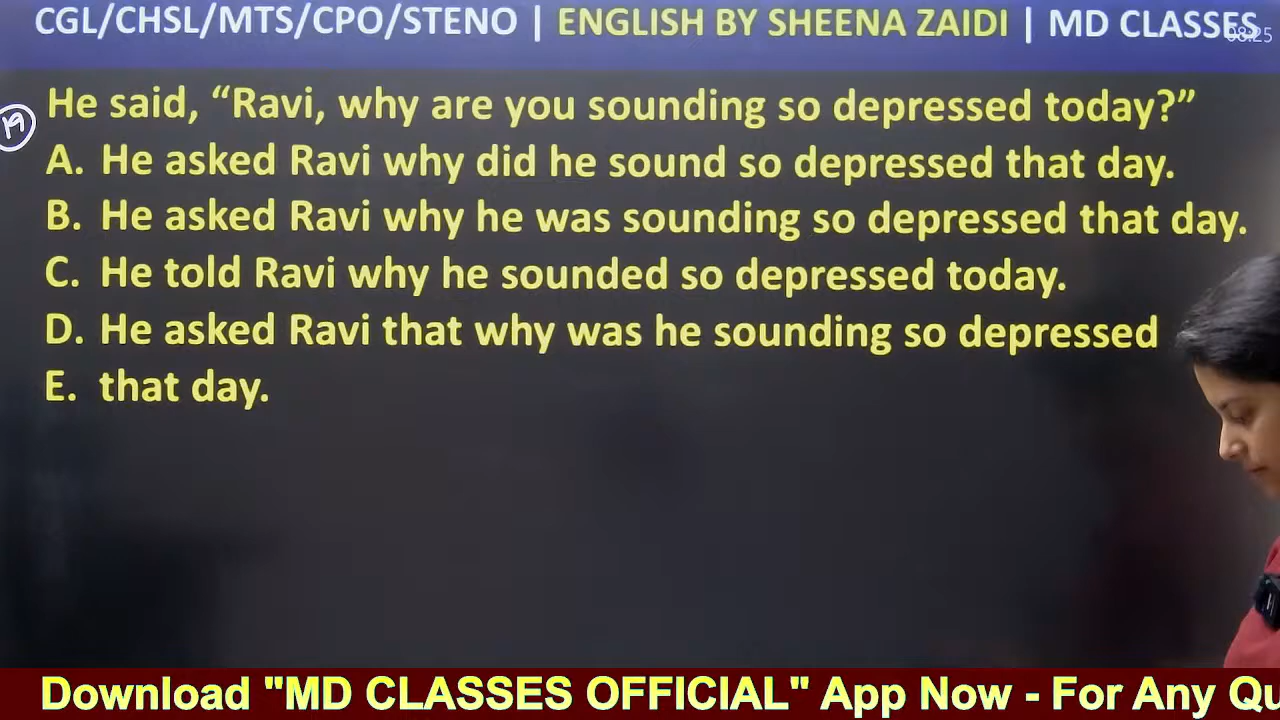 CGL/CHSL/MTS/CPO/STENO | ENGLISH BY SHEENA ZAIDI | MD CLASSES
08:25
19
He said, “Ravi, why are you sounding so depressed today?”
A. He asked Ravi why did he sound so depressed that day.
B. He asked Ravi why he was sounding so depressed that day.
C. He told Ravi why he sounded so depressed today.
D. He asked Ravi that why was he sounding so depressed
E. that day.
Download "MD CLASSES OFFICIAL" App Now - For Any Qu